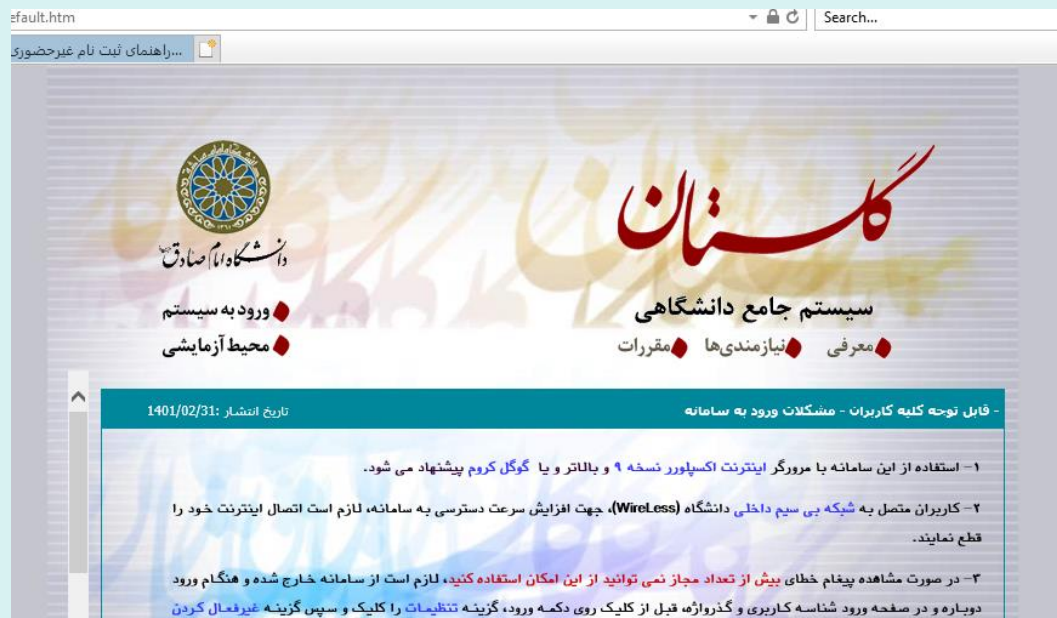 efault.htm
Search...
راهنمای ثبت نام غیرحضوری...
گلستان
دانشگاه امام صادق
سیستم جامع دانشگاهی
معرفی نیازمندی‌ها مقررات
ورود به سیستم
محیط آزمایشی
- قابل توجه کلیه کاربران - مشکلات ورود به سامانه
تاریخ انتشار :1401/02/31
۱- استفاده از این سامانه با مرورگر اینترنت اکسپلورر نسخه ۹ و بالاتر و یا گوگل کروم پیشنهاد می شود.
۲- کاربران متصل به شبکه بی سیم داخلی دانشگاه (WireLess)، جهت افزایش سرعت دسترسی به سامانه، لازم است اتصال اینترنت خود را
قطع نمایند.
۳- در صورت مشاهده پیغام خطای بیش از تعداد مجاز نمی توانید از این امکان استفاده کنید، لازم است از سامانه خارج شده و هنگام ورود
دوباره و در صفحه ورود شناسه کاربری و گذرواژه، قبل از کلیک روی دکمه ورود، گزینه تنظیمات را کلیک و سپس گزینه غیرفعال کردن